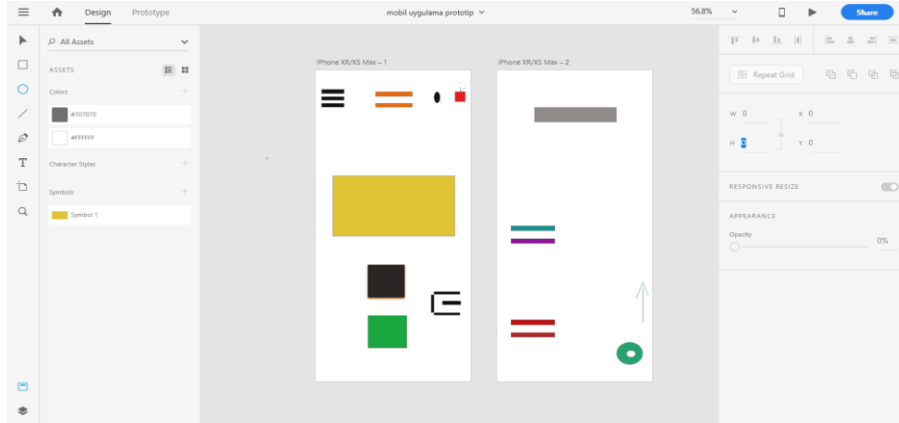 Design Prototype mobil uygulama prototip 56.8% Share
All Assets
ASSETS
Colors
#707070
#FFFFFF
Character Styles
Symbols
Symbol 1
iPhone XR/XS Max – 1
iPhone XR/XS Max – 2
Repeat Grid
W 0 X 0
H 0 Y 0
RESPONSIVE RESIZE
APPEARANCE
Opacity
0%